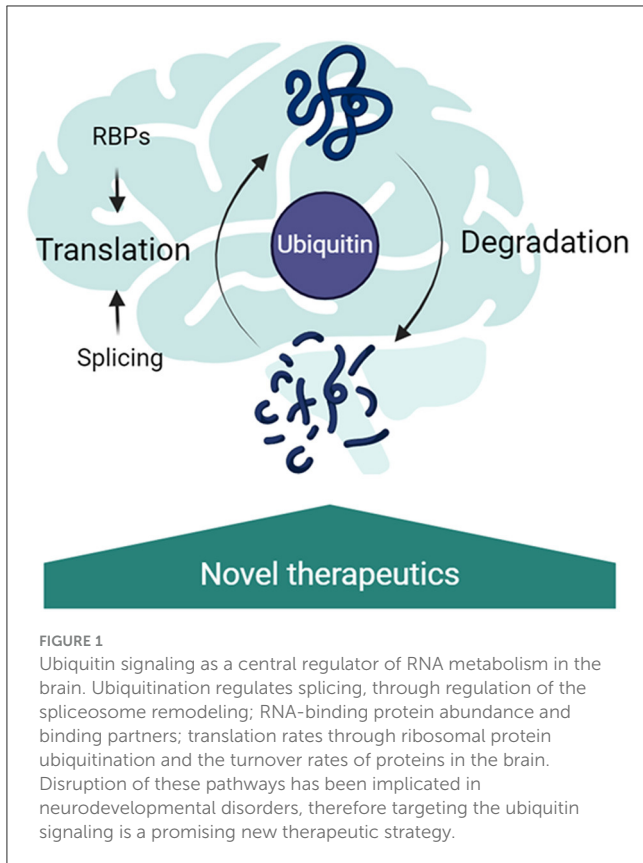 RBPs
Translation
Splicing
Ubiquitin
Degradation
Novel therapeutics
FIGURE 1
Ubiquitin signaling as a central regulator of RNA metabolism in the
brain. Ubiquitination regulates splicing, through regulation of the
spliceosome remodeling; RNA-binding protein abundance and
binding partners; translation rates through ribosomal protein
ubiquitination and the turnover rates of proteins in the brain.
Disruption of these pathways has been implicated in
neurodevelopmental disorders, therefore targeting the ubiquitin
signaling is a promising new therapeutic strategy.